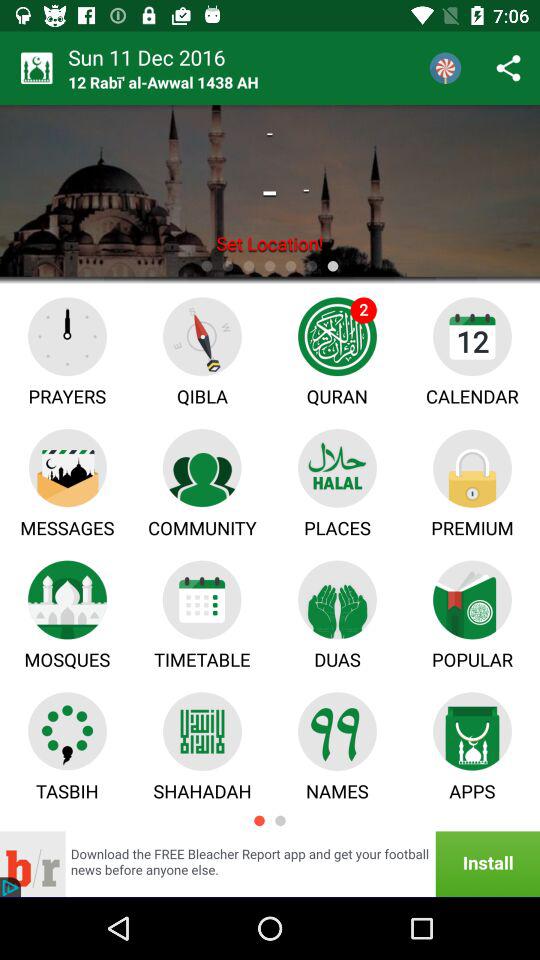 7:06
Sun 11 Dec 2016
12 Rabī' al-Awwal 1438 AH
-
- -
Set Location!
2
E W
12
PRAYERS QIBLA QURAN CALENDAR
حلال
HALAL
MESSAGES COMMUNITY PLACES PREMIUM
MOSQUES TIMETABLE DUAS POPULAR
99
TASBIH SHAHADAH NAMES APPS
b/r
Download the FREE Bleacher Report app and get your football
news before anyone else.
Install